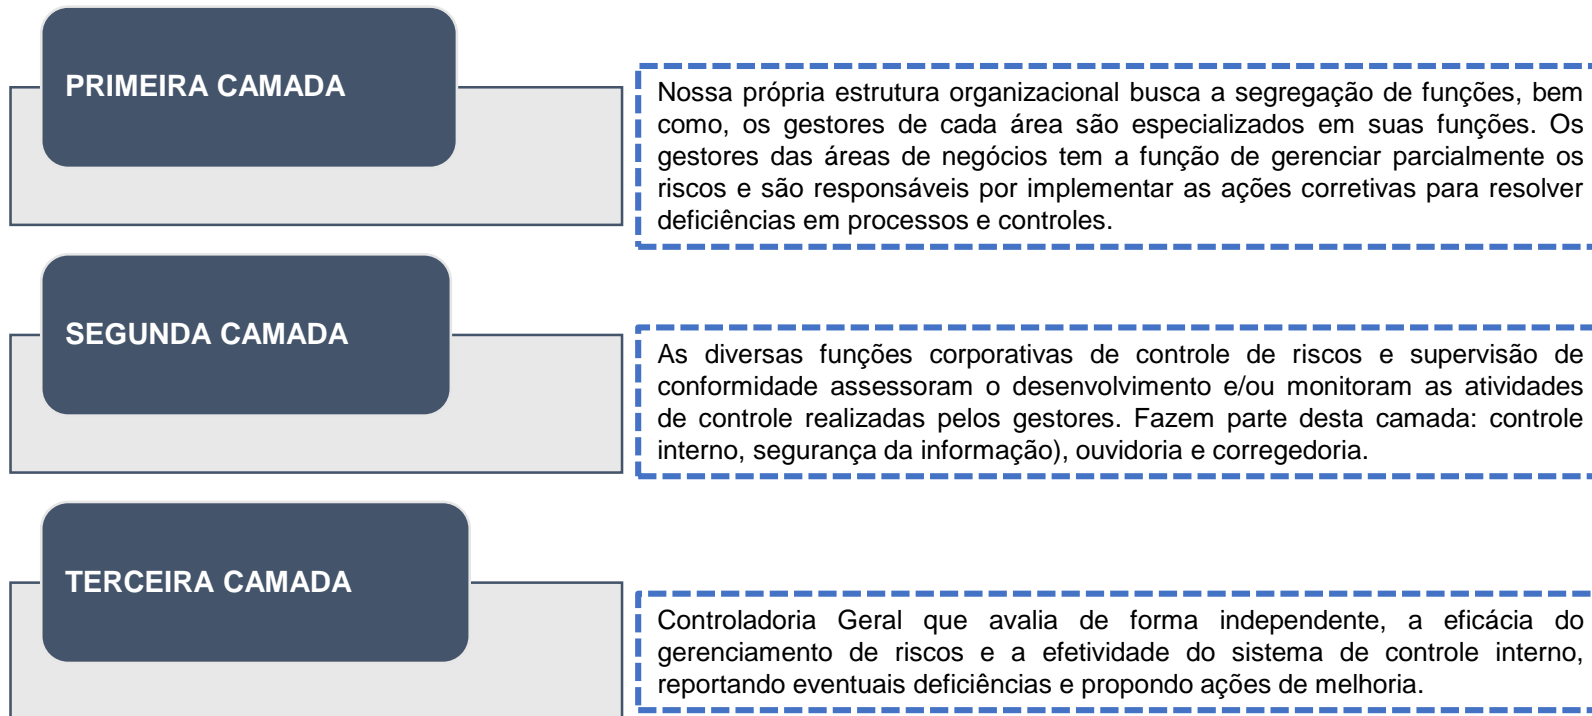 PRIMEIRA CAMADA
Nossa própria estrutura organizacional busca a segregação de funções, bem
como, os gestores de cada área são especializados em suas funções. Os
gestores das áreas de negócios tem a função de gerenciar parcialmente os
riscos e são responsáveis por implementar as ações corretivas para resolver
deficiências em processos e controles.
SEGUNDA CAMADA
As diversas funções corporativas de controle de riscos e supervisão de
conformidade assessoram o desenvolvimento e/ou monitoram as atividades
de controle realizadas pelos gestores. Fazem parte desta camada: controle
interno, segurança da informação), ouvidoria e corregedoria.
TERCEIRA CAMADA
Controladoria Geral que avalia de forma independente, a eficácia do
gerenciamento de riscos e a efetividade do sistema de controle interno,
reportando eventuais deficiências e propondo ações de melhoria.